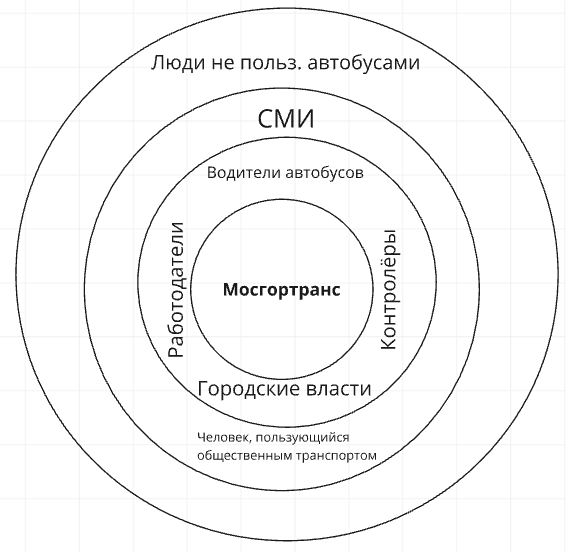 Люди не польз. автобусами
СМИ
Водители автобусов
Работодатели
Мосгортранс
Контролёры
Городские власти
Человек, пользующийся
общественным транспортом